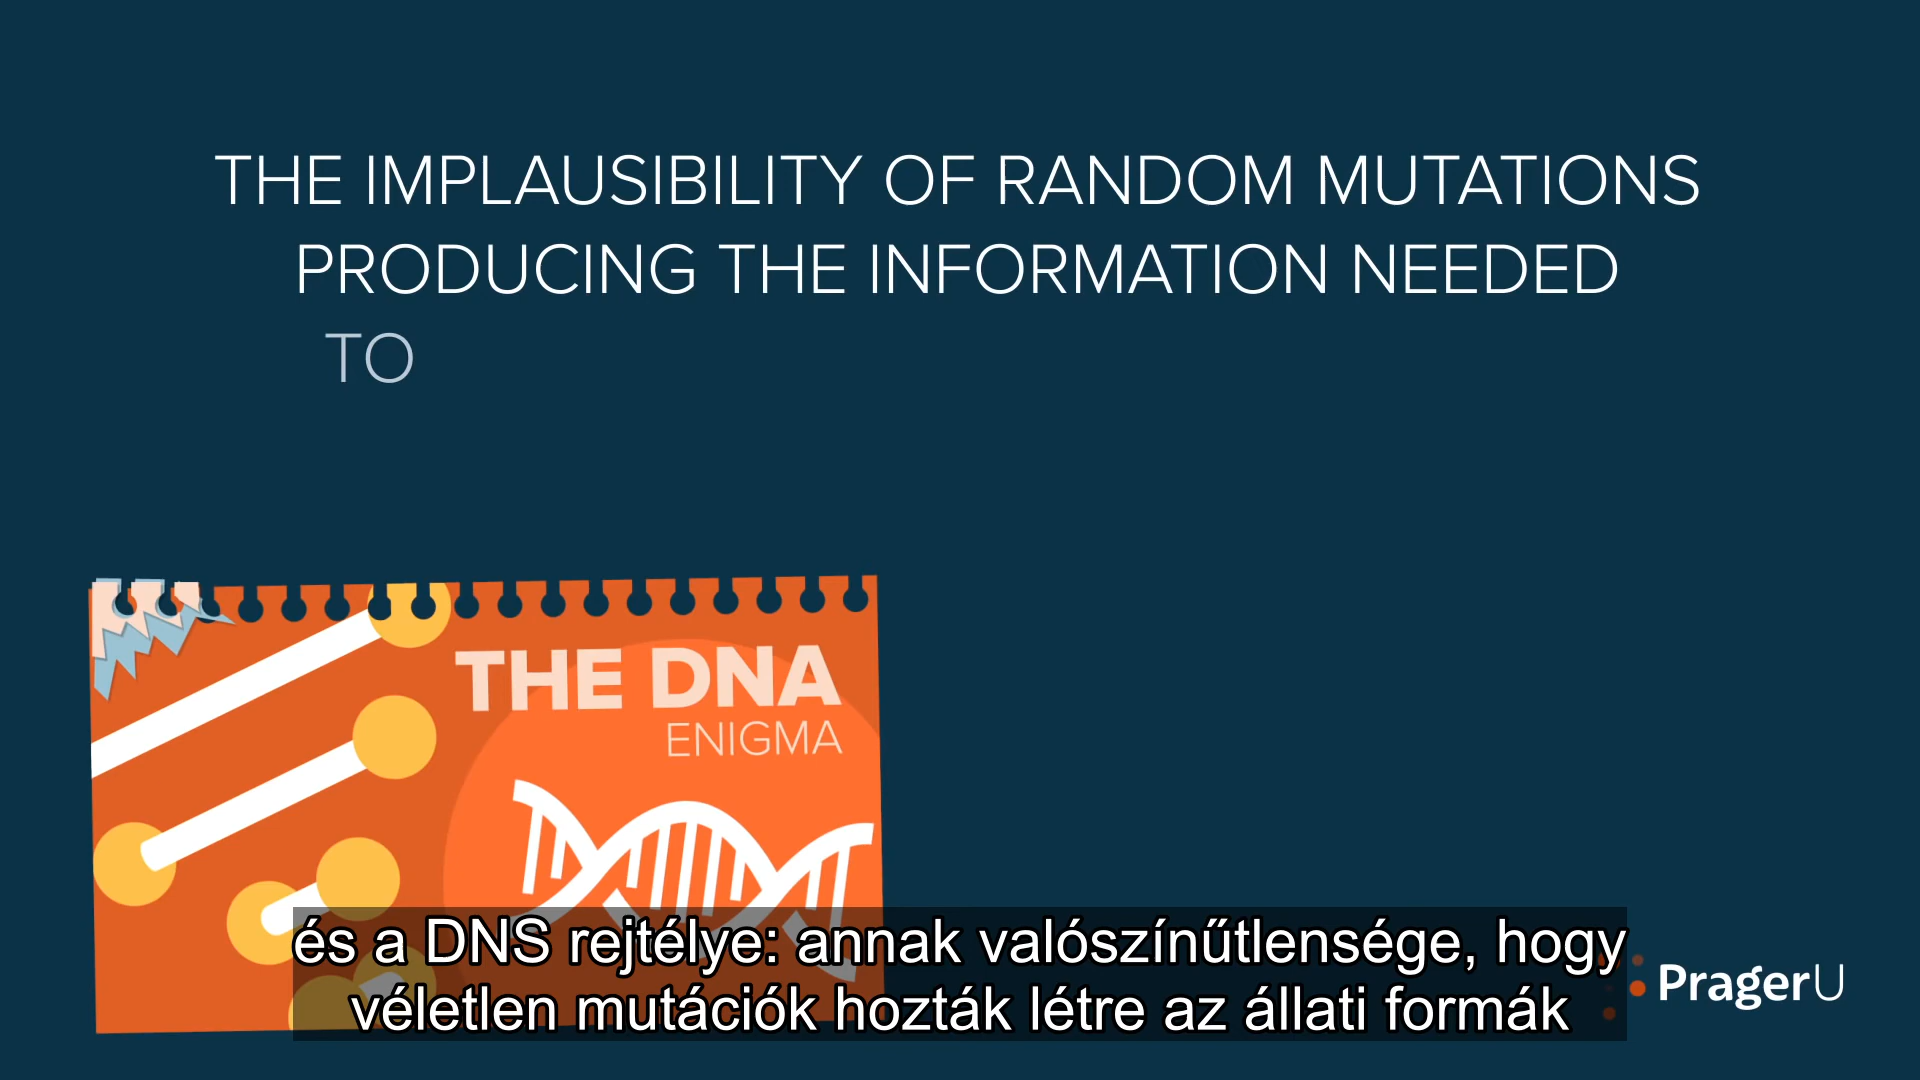 THE IMPLAUSIBILITY OF RANDOM MUTATIONS
PRODUCING THE INFORMATION NEEDED
TO
THE DNA
ENIGMA
és a DNS rejtélye: annak valószínűtlensége, hogy
véletlen mutációk hozták létre az állati formák
PragerU